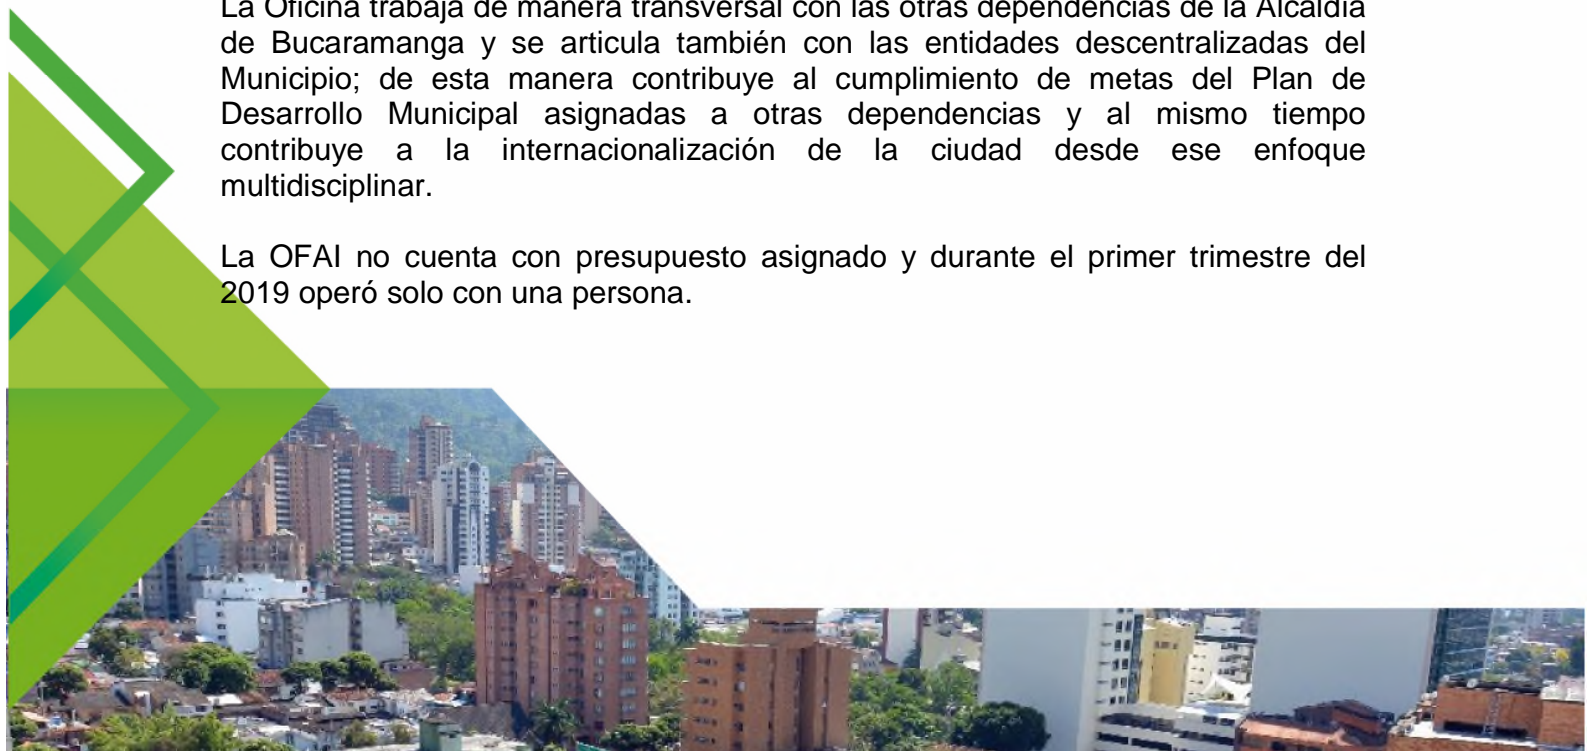 La Oficina trabaja de manera transversal con las otras dependencias de la Alcaldía
de Bucaramanga y se articula también con las entidades descentralizadas del
Municipio; de esta manera contribuye al cumplimiento de metas del Plan de
Desarrollo Municipal asignadas a otras dependencias y al mismo tiempo
contribuye a la internacionalización de la ciudad desde ese enfoque
multidisciplinar.
La OFAI no cuenta con presupuesto asignado y durante el primer trimestre del
2019 operó solo con una persona.